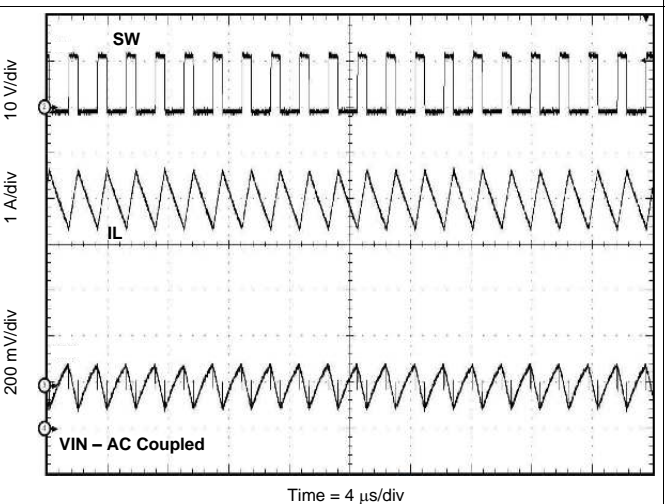 SW
10 V/div
1 A/div
IL
200 mV/div
VIN – AC Coupled
Time = 4 μs/div